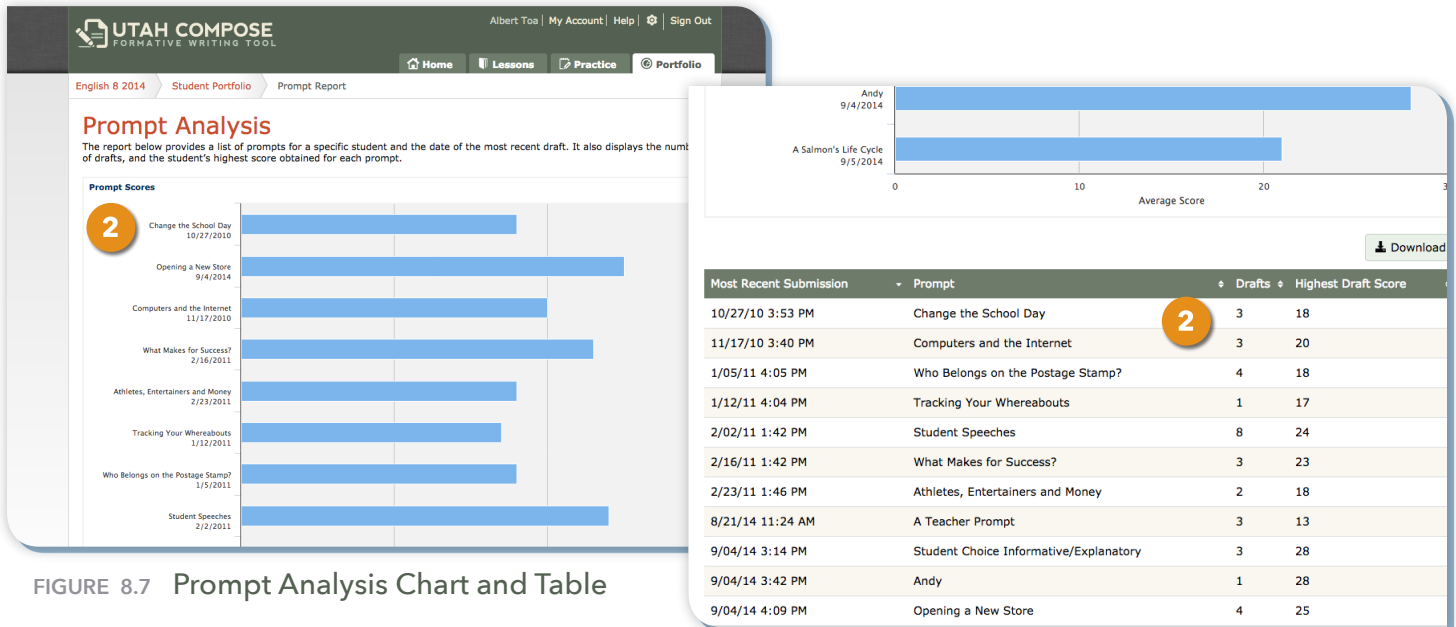 UTAH COMPOSE
FORMATIVE WRITING TOOL
Albert Toa | My Account | Help | Sign Out
Home Lessons Practice Portfolio
English 8 2014 Student Portfolio Prompt Report
Prompt Analysis
The report below provides a list of prompts for a specific student and the date of the most recent draft. It also displays the
of drafts, and the student's highest score obtained for each prompt.
Prompt Scores
2
Change the School Day
10/27/2010
Opening a New Store
9/4/2014
Computers and the Internet
11/17/2010
What Makes for Success?
2/16/2011
Athletes, Entertainers and Money
2/23/2011
Tracking Your Whereabouts
1/12/2011
Who Belongs on the Postage Stamp?
1/5/2011
Student Speeches
2/2/2011
FIGURE 8.7 Prompt Analysis Chart and Table
Andy
9/4/2014
A Salmon's Life Cycle
9/5/2014
0 10 20
Average Score
Download
Most Recent Submission Prompt Drafts Highest Draft Score
2
10/27/10 3:53 PM Change the School Day 3 18
11/17/10 3:40 PM Computers and the Internet 3 20
1/05/11 4:05 PM Who Belongs on the Postage Stamp? 4 18
1/12/11 4:04 PM Tracking Your Whereabouts 1 17
2/02/11 1:42 PM Student Speeches 8 24
2/16/11 1:42 PM What Makes for Success? 3 23
2/23/11 1:46 PM Athletes, Entertainers and Money 2 18
8/21/14 11:24 AM A Teacher Prompt 3 13
9/04/14 3:14 PM Student Choice Informative/Explanatory 3 28
9/04/14 3:42 PM Andy 1 28
9/04/14 4:09 PM Opening a New Store 4 25